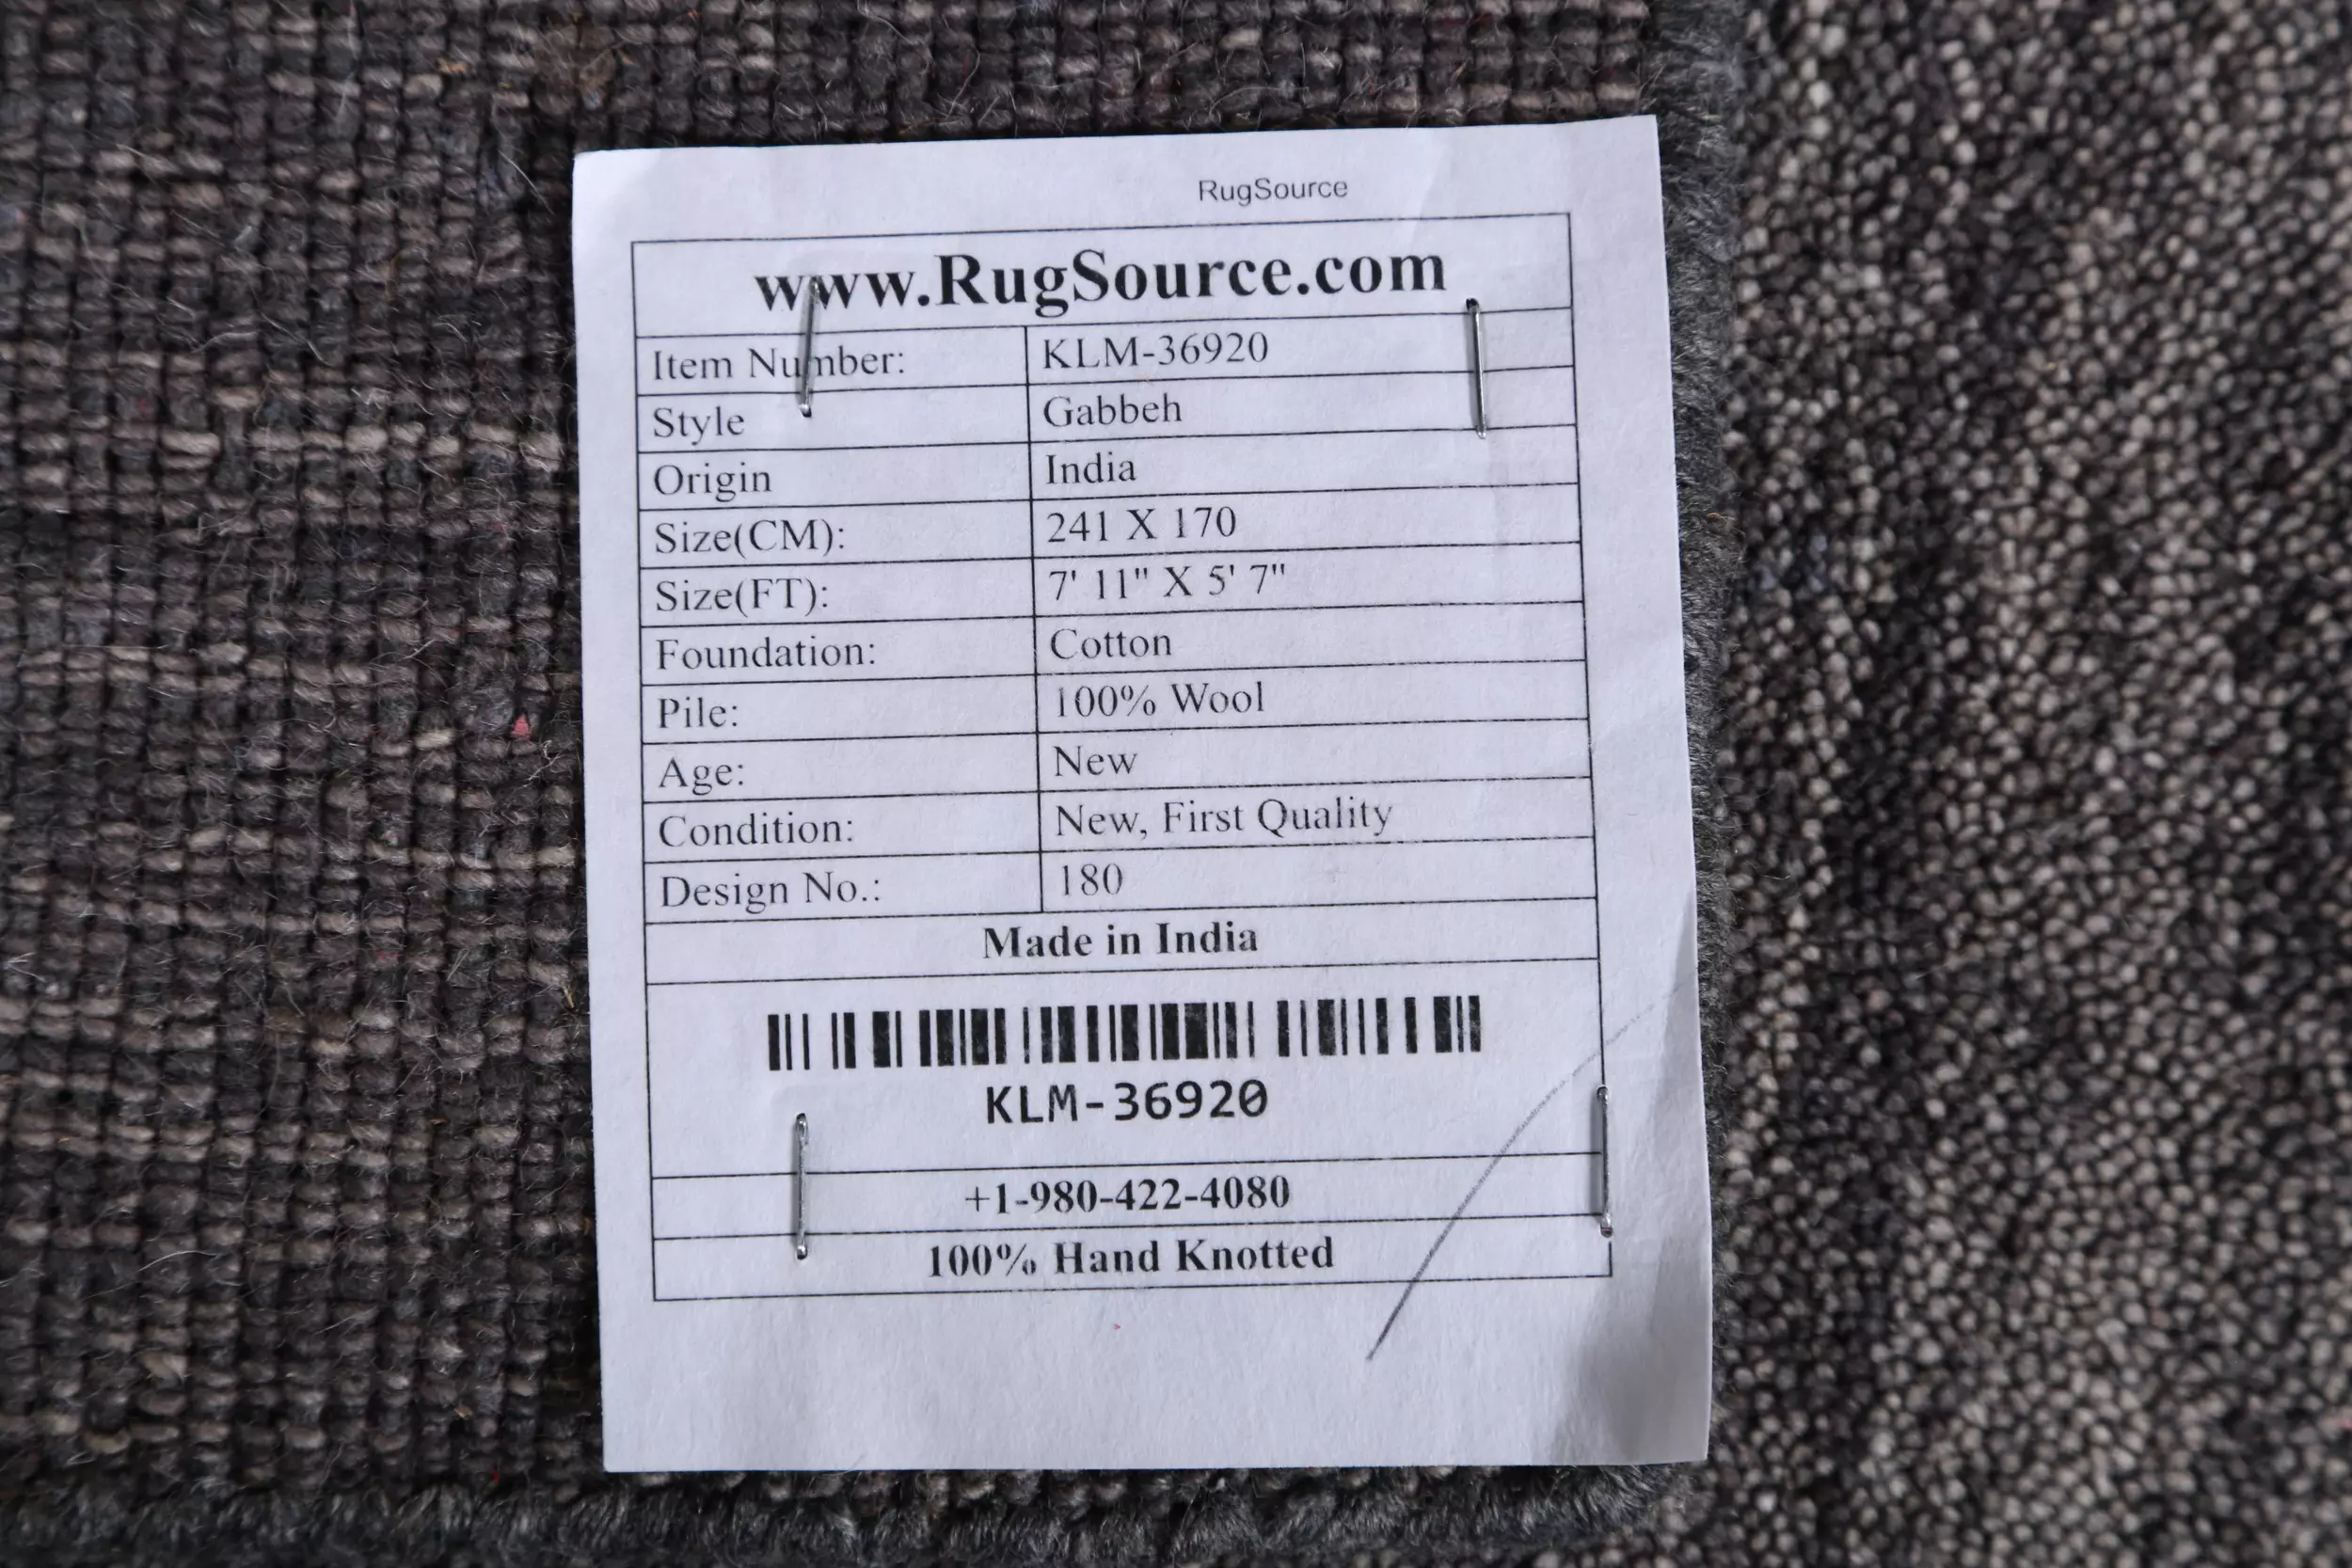 RugSource
www.RugSource.com
Item Number: KLM-36920
Style Gabbeh
Origin India
Size(CM): 241 X 170
Size(FT): 7' 11" X 5' 7"
Foundation: Cotton
Pile: 100% Wool
Age: New
Condition: New, First Quality
Design No.: 180
Made in India
KLM-36920
+1-980-422-4080
100% Hand Knotted